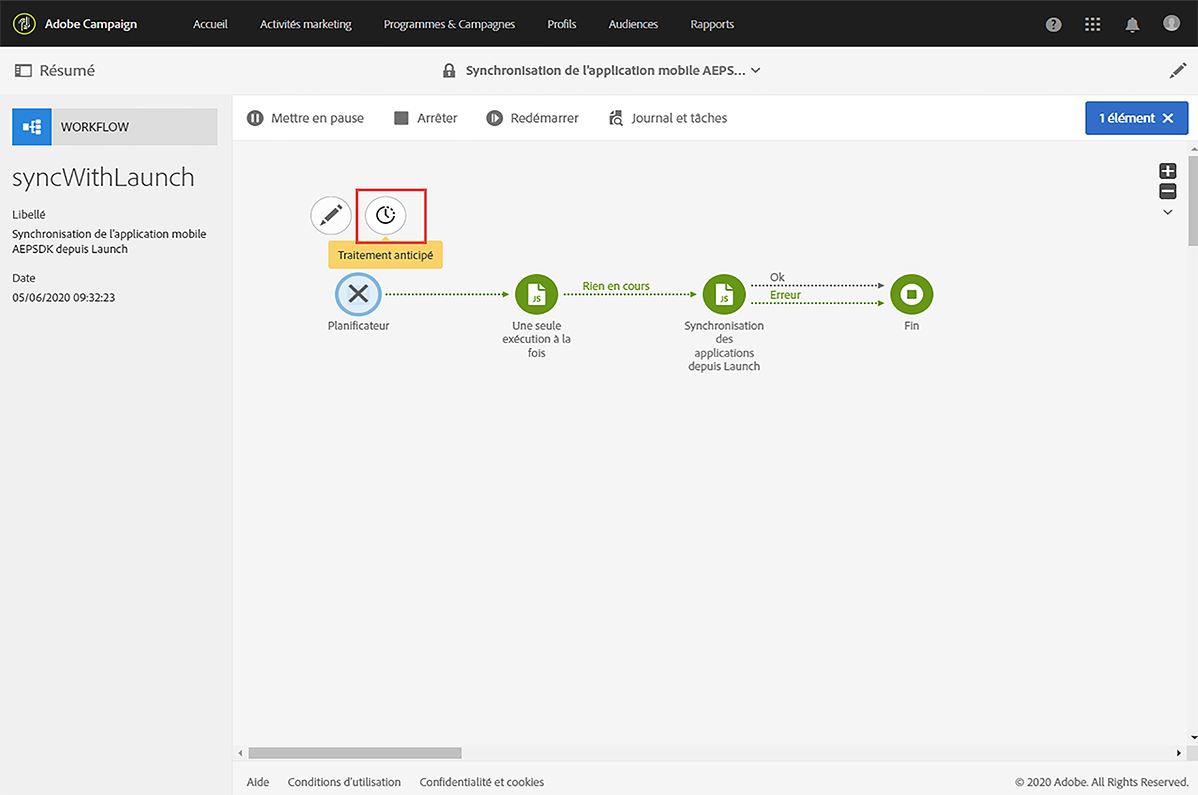 Adobe Campaign Accueil Activités marketing Programmes & Campagnes Profils Audiences Rapports
Résumé
Synchronisation de l'application mobile AEPS...
WORKFLOW
Mettre en pause Arrêter Redémarrer Journal et tâches
1 élément
syncWithLaunch
Libellé
Synchronisation de l'application mobile
AEPSDK depuis Launch
Date
05/06/2020 09:32:23
Traitement anticipé
Planificateur
JS
Une seule
exécution à la
fois
Rien en cours
JS
Synchronisation
des
applications
depuis Launch
Ok
Erreur
Fin
Aide Conditions d'utilisation Confidentialité et cookies
© 2020 Adobe. All Rights Reserved.